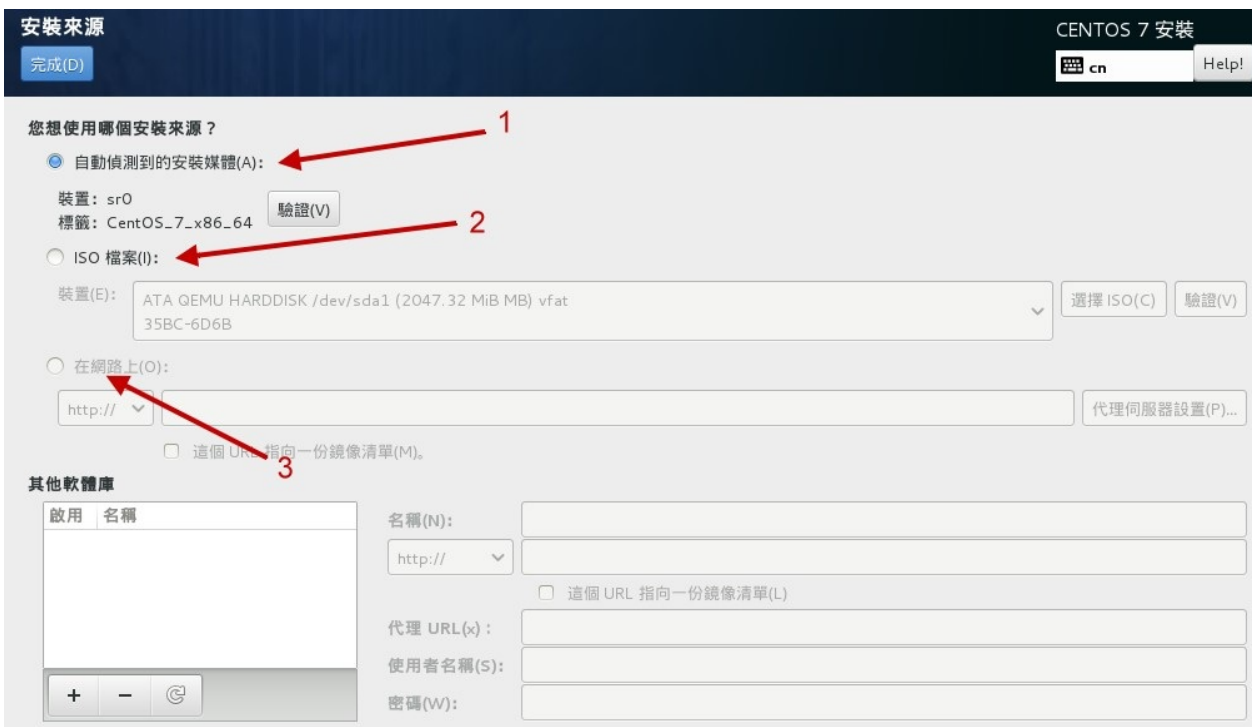 安裝來源
CENTOS 7 安裝
完成(D)
cn
Help!
您想使用哪個安裝來源？
1
自動偵測到的安裝媒體(A)：
裝置： sr0
標籤： CentOS_7_x86_64
驗證(V)
2
ISO 檔案(I)：
裝置(E)：
ATA QEMU HARDDISK /dev/sda1 (2047.32 MiB MB) vfat
35BC-6D6B
選擇 ISO(C)
驗證(V)
在網路上(O)：
http://
代理伺服器設置(P)...
這個 URL 指向一份鏡像清單(M)。
3
其他軟體庫
啟用 名稱
名稱(N)：
http://
這個 URL 指向一份鏡像清單(L)
代理 URL(x)：
使用者名稱(S)：
密碼(W)：